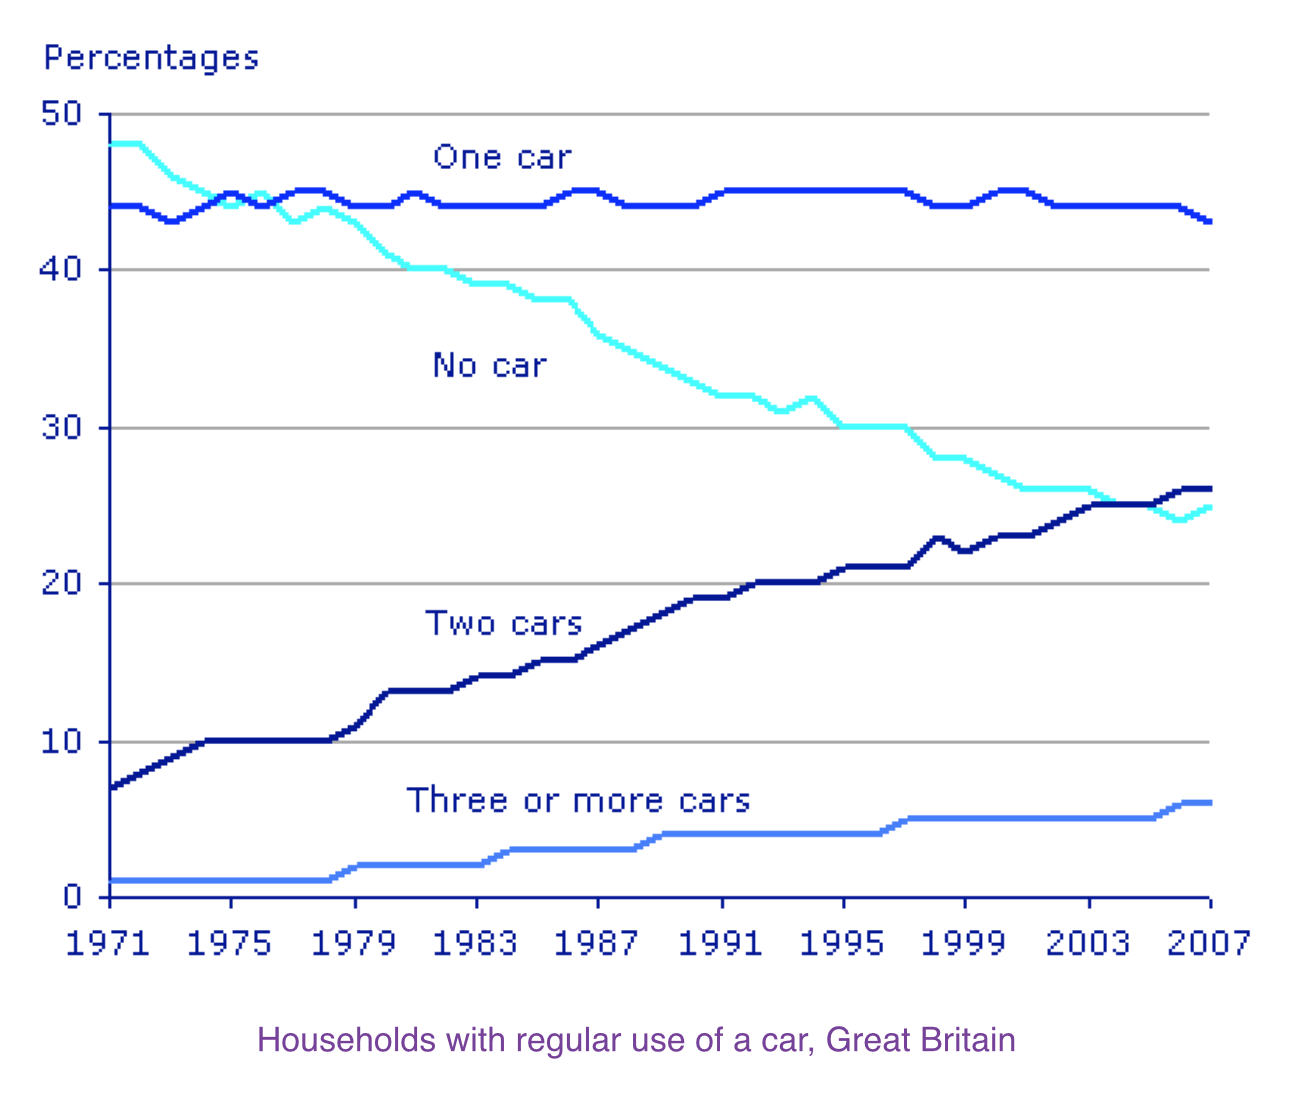 Percentages
50
One car
40
No car
30
20
Two cars
10
Three or more cars
0
1971 1975 1979 1983 1987 1991 1995 1999 2003 2007
Households with regular use of a car, Great Britain